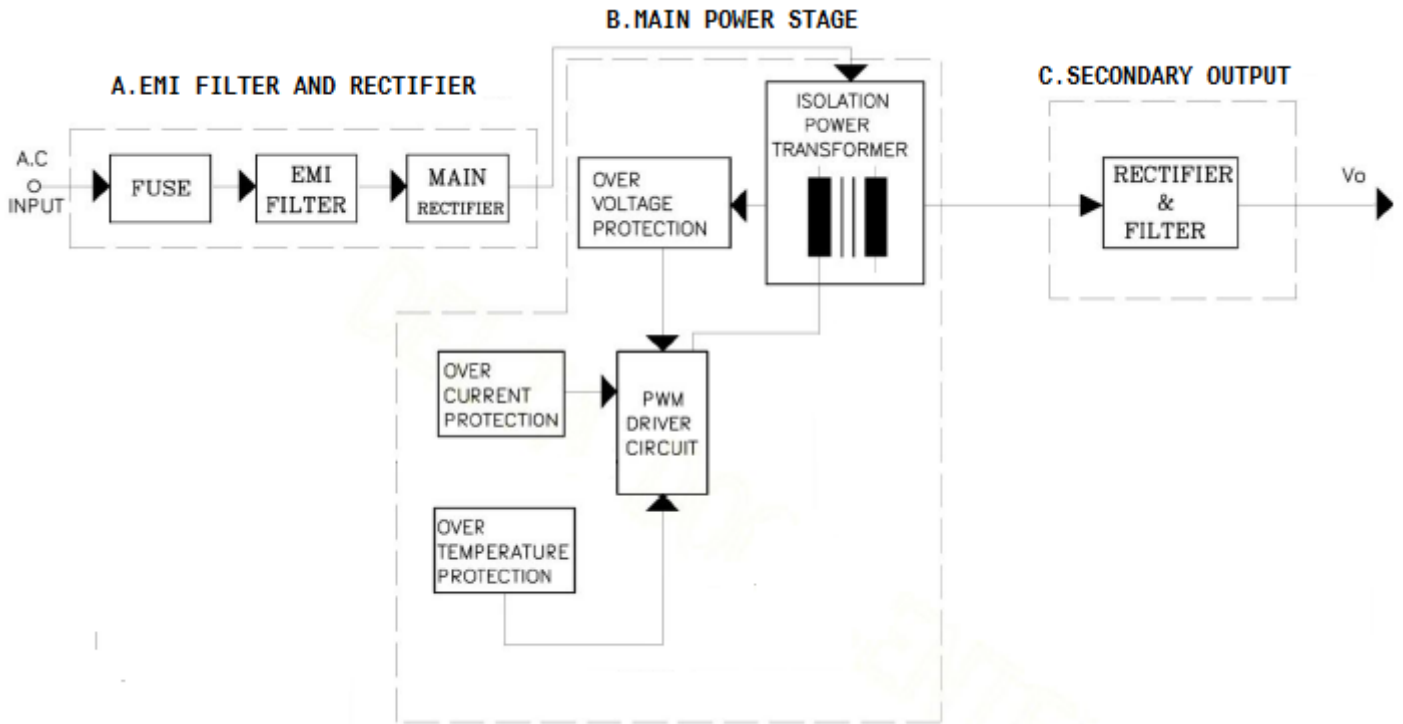 B.MAIN POWER STAGE
A.EMI FILTER AND RECTIFIER
C.SECONDARY OUTPUT
A.C
INPUT
FUSE
EMI
FILTER
MAIN
RECTIFIER
OVER
VOLTAGE
PROTECTION
ISOLATION
POWER
TRANSFORMER
RECTIFIER
&
FILTER
Vo
OVER
CURRENT
PROTECTION
PWM
DRIVER
CIRCUIT
OVER
TEMPERATURE
PROTECTION